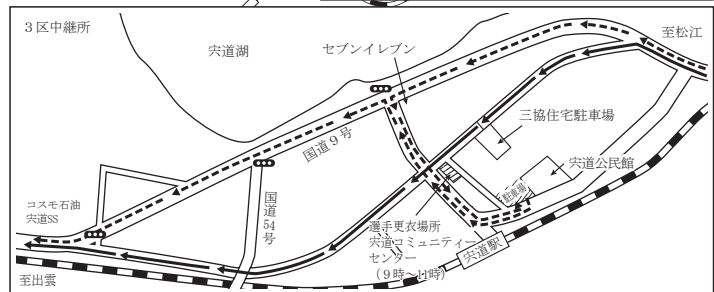 3区中継所
宍道湖
セブンイレブン
至松江
三協住宅駐車場
宍道公民館
国道9号
駐車場
コスモ石油
宍道SS
国道54号
選手更衣場所
宍道コミュニティー
センター
(9時〜11時)
宍道駅
至出雲